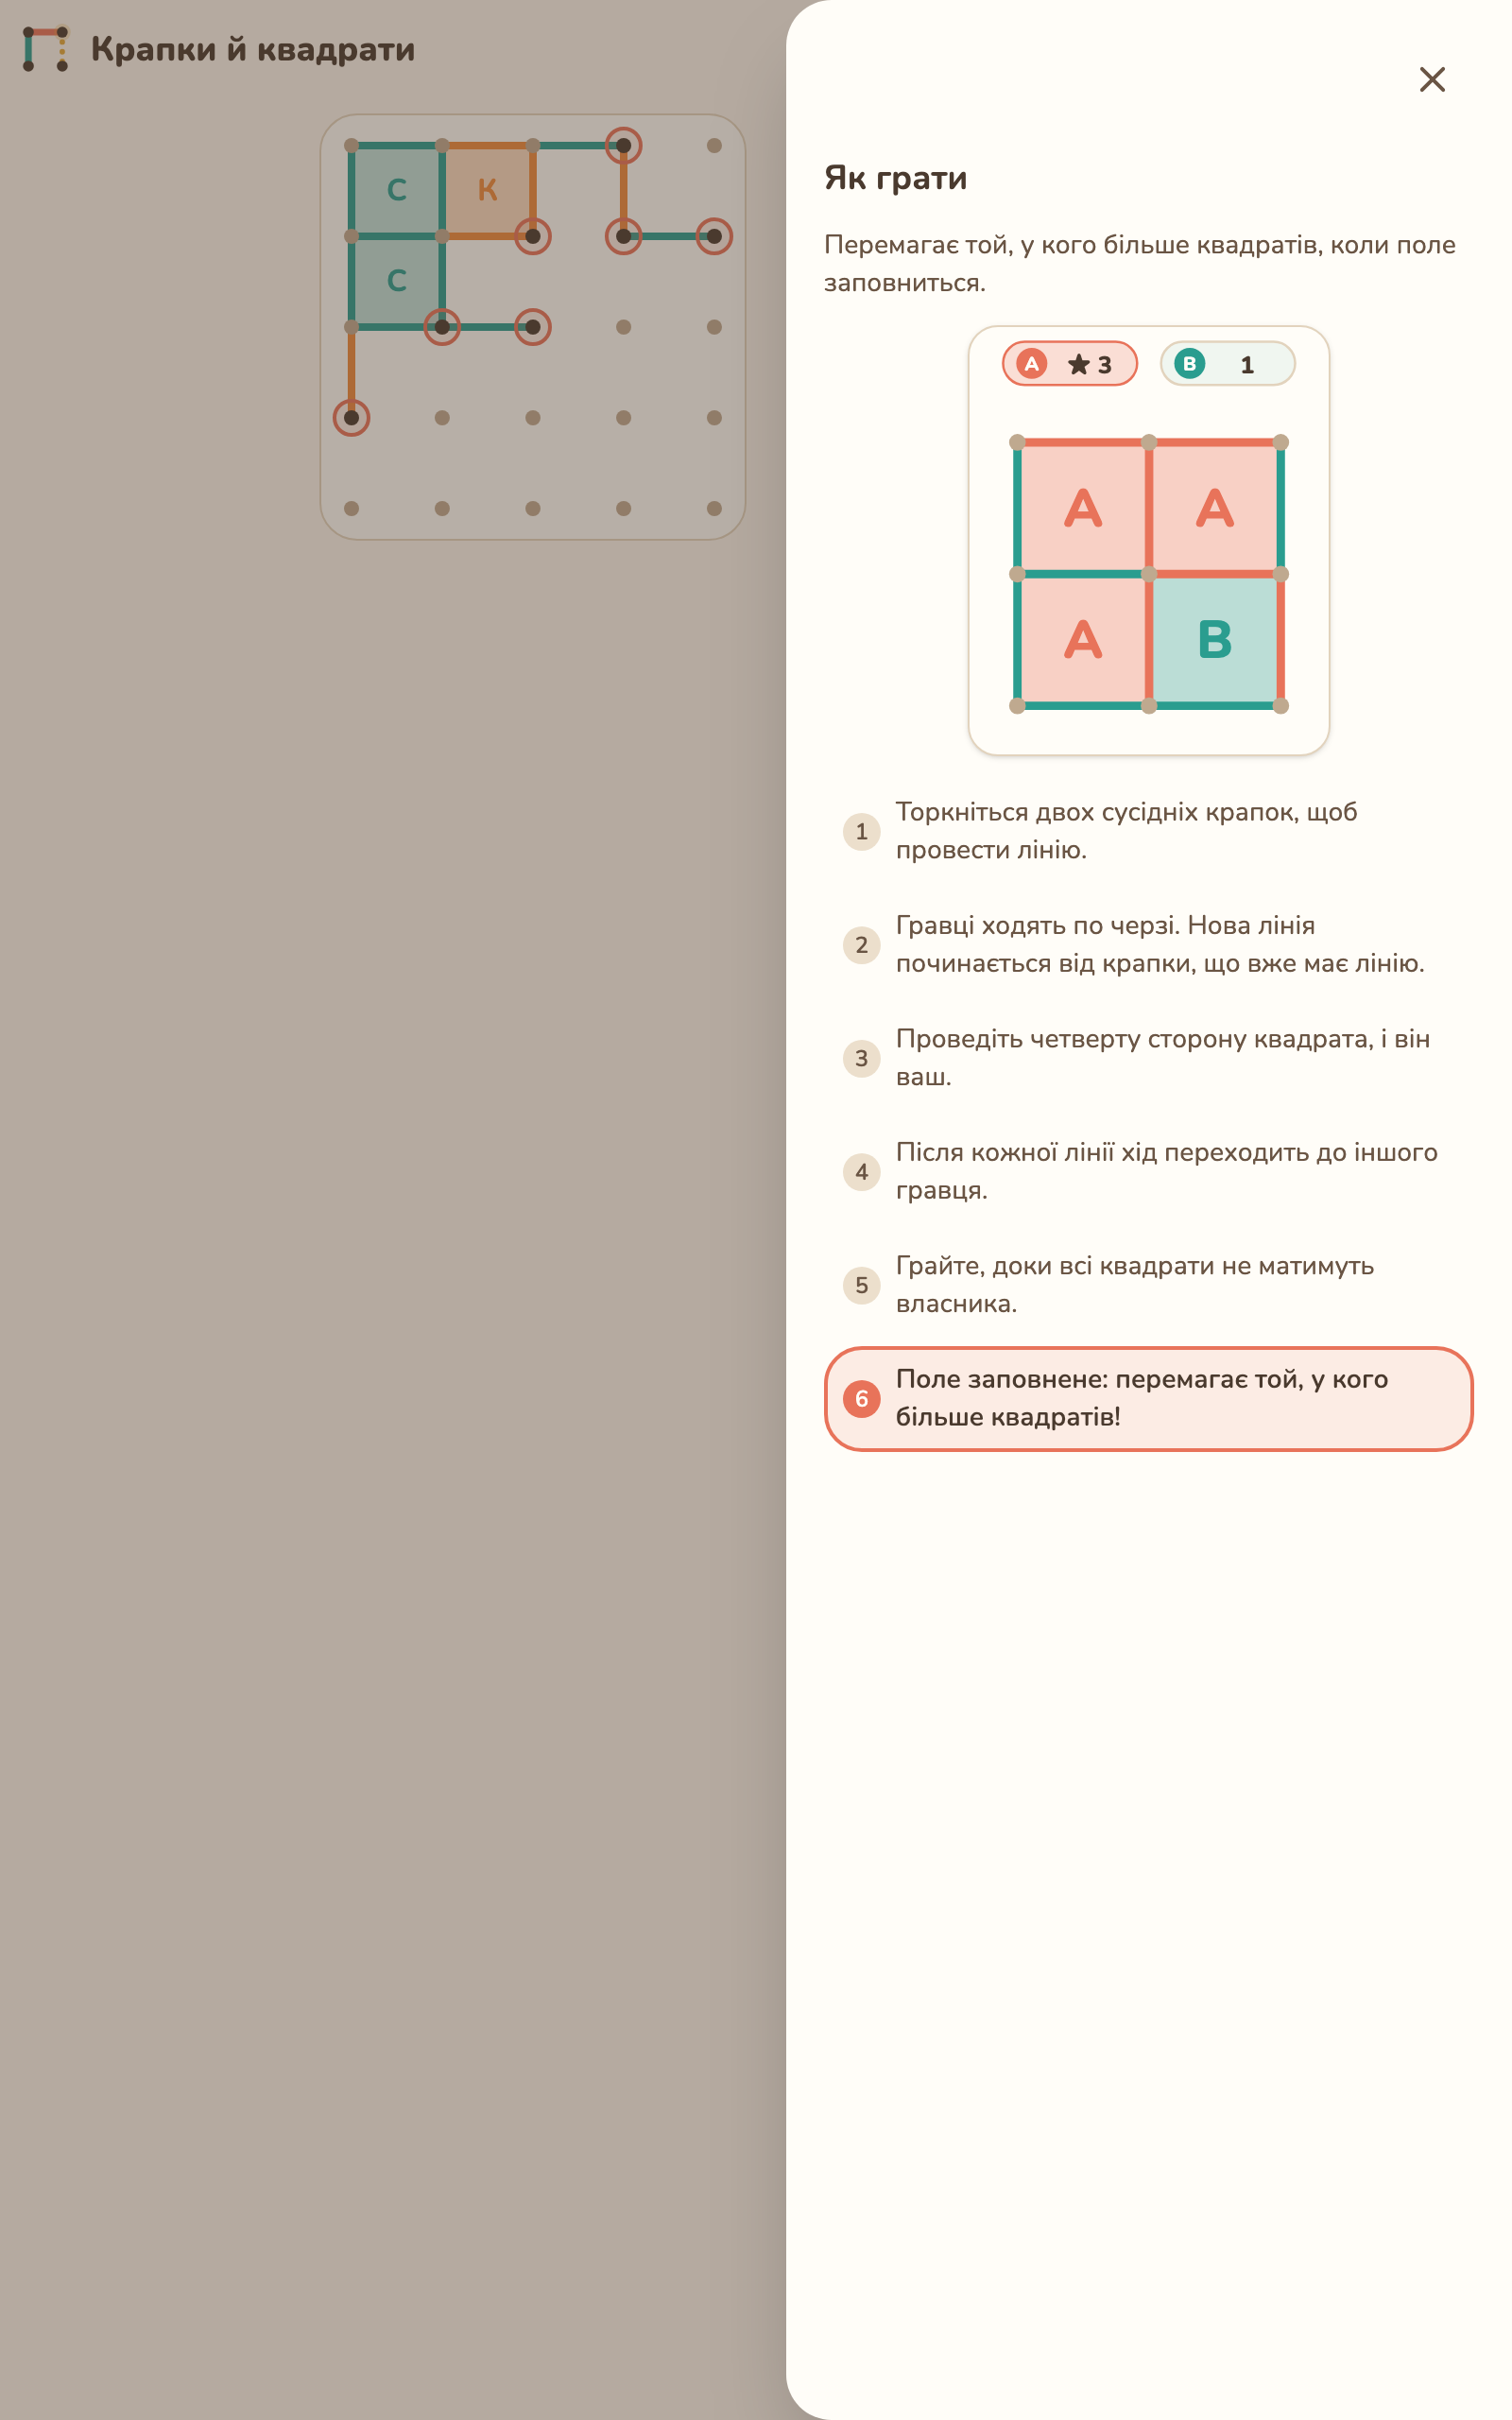 Крапки й квадрати
С К
С
Як грати
Перемагає той, у кого більше квадратів, коли поле
заповниться.
A ★ 3 B 1
A A
A B
1 Торкніться двох сусідніх крапок, щоб
провести лінію.
2 Гравці ходять по черзі. Нова лінія
починається від крапки, що вже має лінію.
3 Проведіть четверту сторону квадрата, і він
ваш.
4 Після кожної лінії хід переходить до іншого
гравця.
5 Грайте, доки всі квадрати не матимуть
власника.
6 Поле заповнене: перемагає той, у кого
більше квадратів!